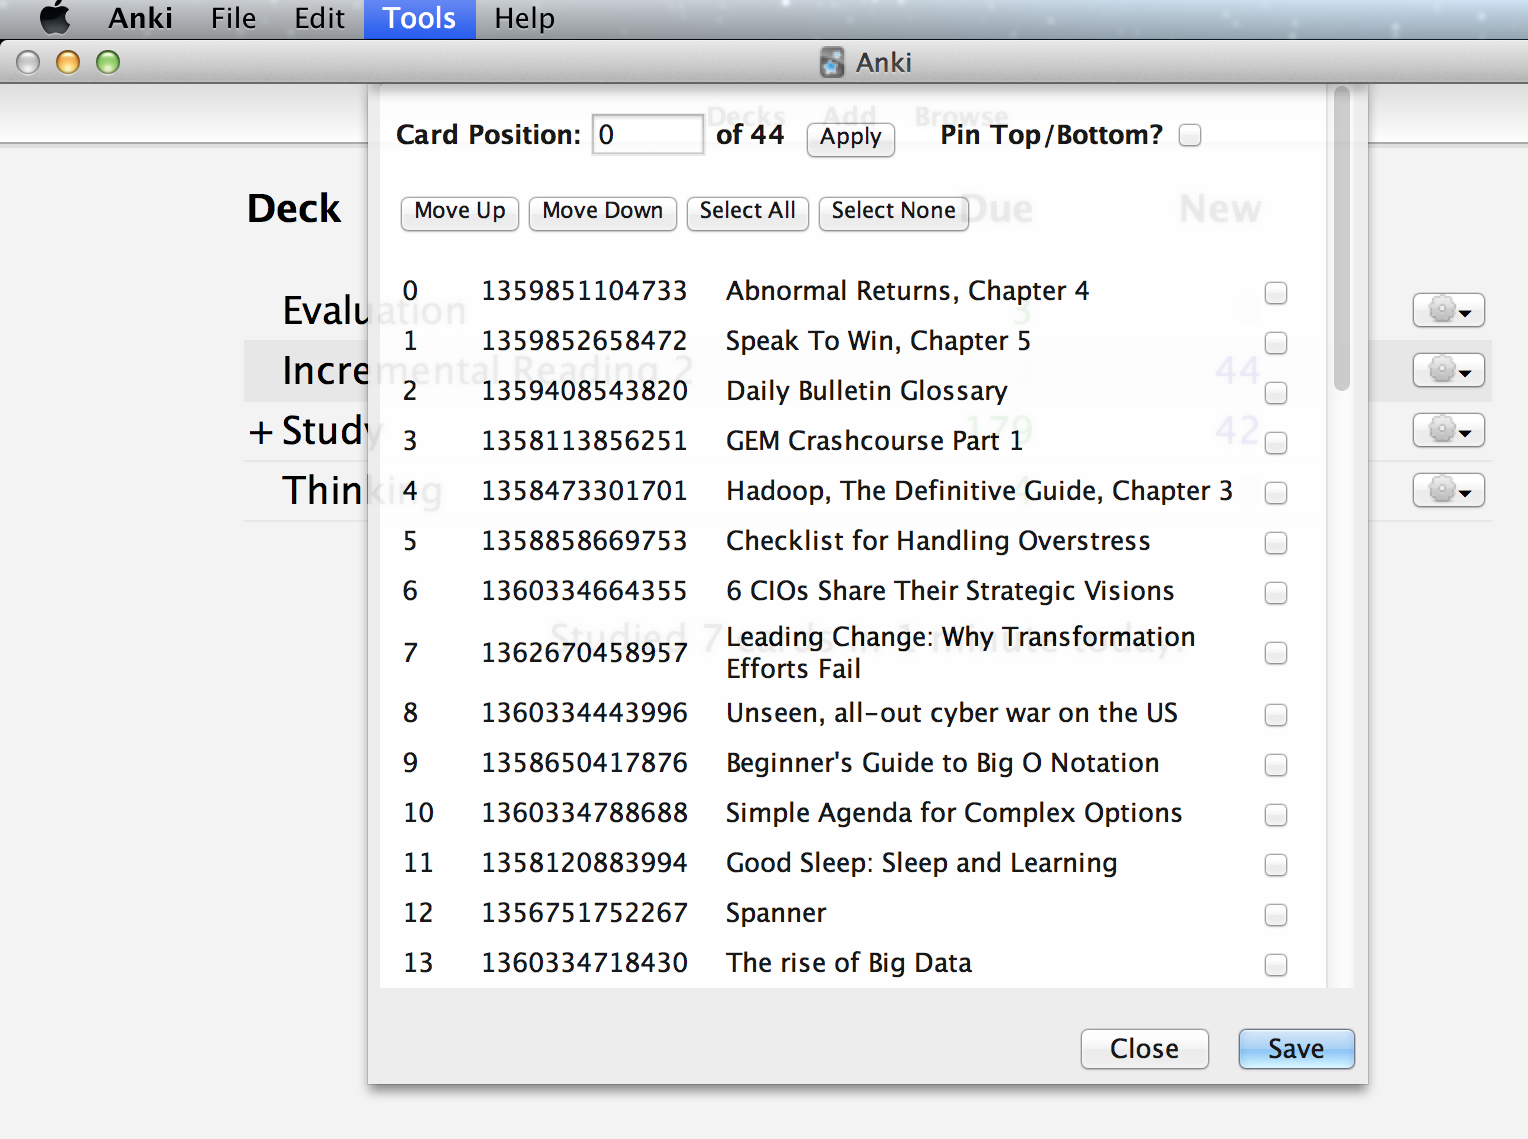 Anki File Edit Tools Help
Anki
Decks Add Browse
Card Position: 0 of 44 Apply Pin Top/Bottom?
Move Up Move Down Select All Select None
Deck Due New
0 1359851104733 Abnormal Returns, Chapter 4
Evaluation 3 0
1 1359852658472 Speak To Win, Chapter 5
Incremental Reading 2 44
2 1359408543820 Daily Bulletin Glossary
+ Study 179 42
3 1358113856251 GEM Crashcourse Part 1
Thinking
4 1358473301701 Hadoop, The Definitive Guide, Chapter 3
5 1358858669753 Checklist for Handling Overstress
6 1360334664355 6 CIOs Share Their Strategic Visions
Studied 7 cards in 1 minute today.
7 1362670458957 Leading Change: Why Transformation
Efforts Fail
8 1360334443996 Unseen, all-out cyber war on the US
9 1358650417876 Beginner's Guide to Big O Notation
10 1360334788688 Simple Agenda for Complex Options
11 1358120883994 Good Sleep: Sleep and Learning
12 1356751752267 Spanner
13 1360334718430 The rise of Big Data
Close Save